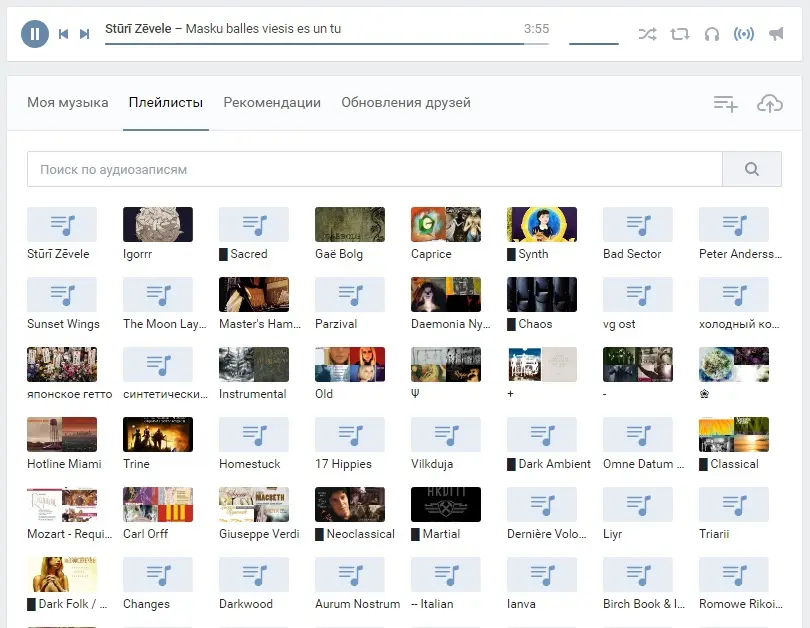 Stūrī Zēvele – Masku balles viesis es un tu 3:55
Моя музыка Плейлисты Рекомендации Обновления друзей
Поиск по аудиозаписям
Stūrī Zēvele Igorrr █ Sacred Gaë Bolg Caprice █ Synth Bad Sector Peter Anderss...
Sunset Wings The Moon Lay... Master's Ham... Parzival Daemonia Ny... █ Chaos vg ost холодный ко...
японское гетто синтетически... Instrumental Old Ψ + - ❀
Hotline Miami Trine Homestuck 17 Hippies Vilkduja █ Dark Ambient Omne Datum ... █ Classical
MACBETH
Mozart - Requi... Carl Orff Giuseppe Verdi █ Neoclassical █ Martial Dernière Volo... Liyr Triarii
█ Dark Folk / ... Changes Darkwood Aurum Nostrum -- Italian Ianva Birch Book & I... Romowe Rikoi...